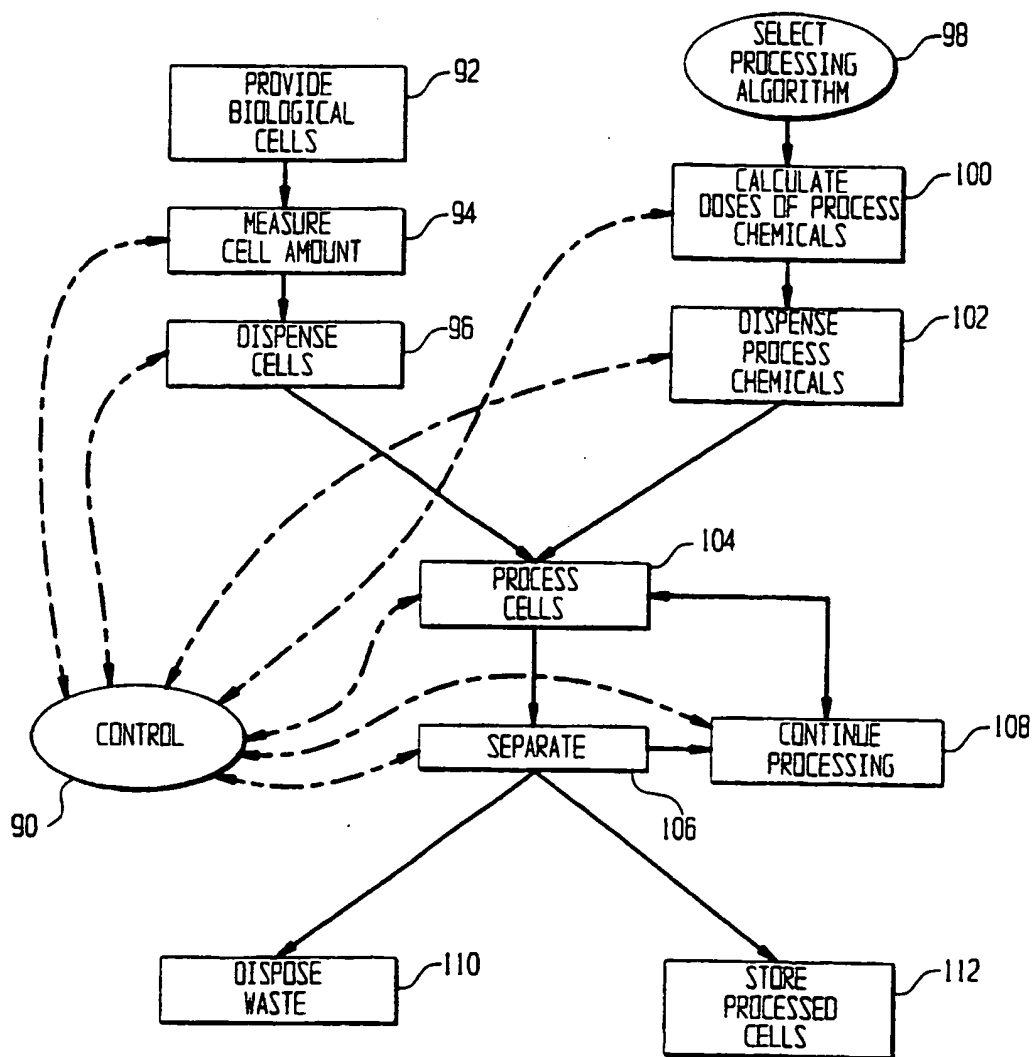 SELECT
PROCESSING
ALGORITHM
98
PROVIDE
BIOLOGICAL
CELLS
92
CALCULATE
DOSES OF PROCESS
CHEMICALS
100
MEASURE
CELL AMOUNT
94
DISPENSE
CELLS
96
DISPENSE
PROCESS
CHEMICALS
102
PROCESS
CELLS
104
CONTROL
90
SEPARATE
106
CONTINUE
PROCESSING
108
DISPOSE
WASTE
110
STORE
PROCESSED
CELLS
112